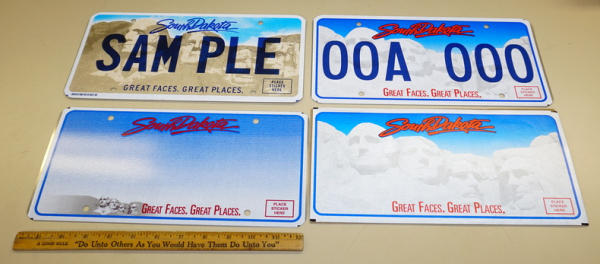 South Dakota
SAM PLE
GREAT FACES. GREAT PLACES.
PLACE
STICKER
HERE
South Dakota
00A 000
GREAT FACES. GREAT PLACES.
PLACE
STICKER
HERE
South Dakota
GREAT FACES. GREAT PLACES.
PLACE
STICKER
HERE
South Dakota
GREAT FACES. GREAT PLACES.
PLACE
STICKER
HERE
A GOOD RULE "Do Unto Others As You Would Have Them Do Unto You"